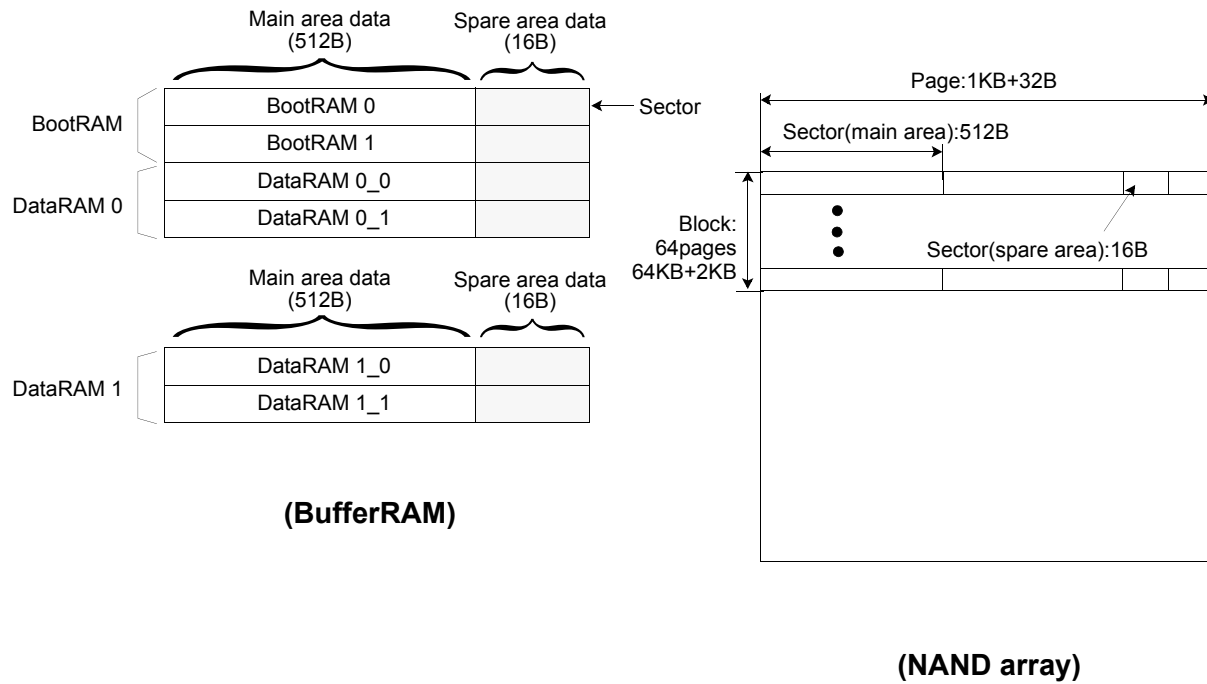 Main area data
(512B)
Spare area data
(16B)
BootRAM
BootRAM 0
BootRAM 1
Sector
DataRAM 0
DataRAM 0_0
DataRAM 0_1
Main area data
(512B)
Spare area data
(16B)
DataRAM 1
DataRAM 1_0
DataRAM 1_1
(BufferRAM)
Page:1KB+32B
Sector(main area):512B
Block:
64pages
64KB+2KB
Sector(spare area):16B
(NAND array)